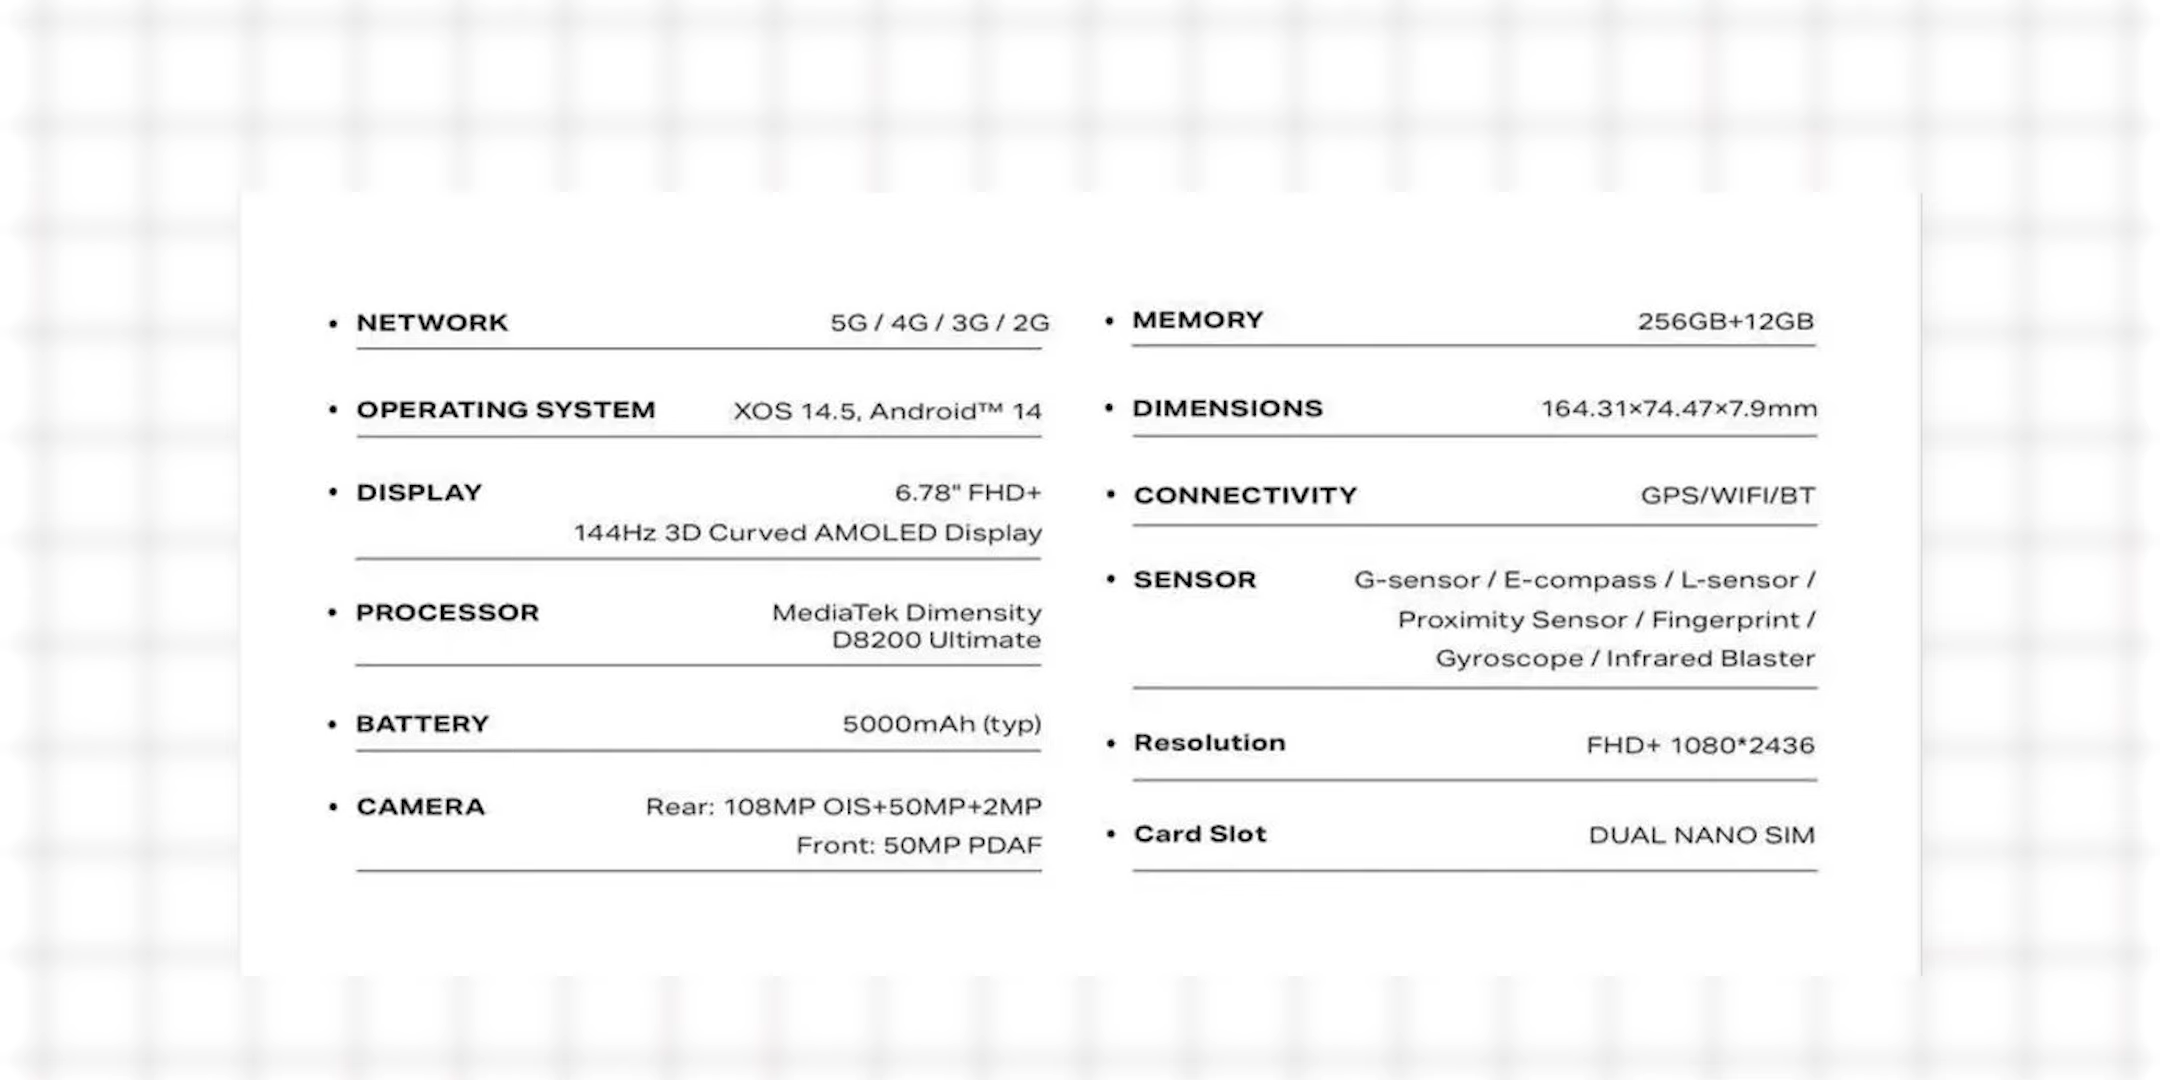 • NETWORK 5G / 4G / 3G / 2G
• OPERATING SYSTEM XOS 14.5, Android™ 14
• DISPLAY 6.78" FHD+
144Hz 3D Curved AMOLED Display
• PROCESSOR MediaTek Dimensity
D8200 Ultimate
• BATTERY 5000mAh (typ)
• CAMERA Rear: 108MP OIS+50MP+2MP
Front: 50MP PDAF
• MEMORY 256GB+12GB
• DIMENSIONS 164.31×74.47×7.9mm
• CONNECTIVITY GPS/WIFI/BT
• SENSOR G-sensor / E-compass / L-sensor /
Proximity Sensor / Fingerprint /
Gyroscope / Infrared Blaster
• Resolution FHD+ 1080*2436
• Card Slot DUAL NANO SIM